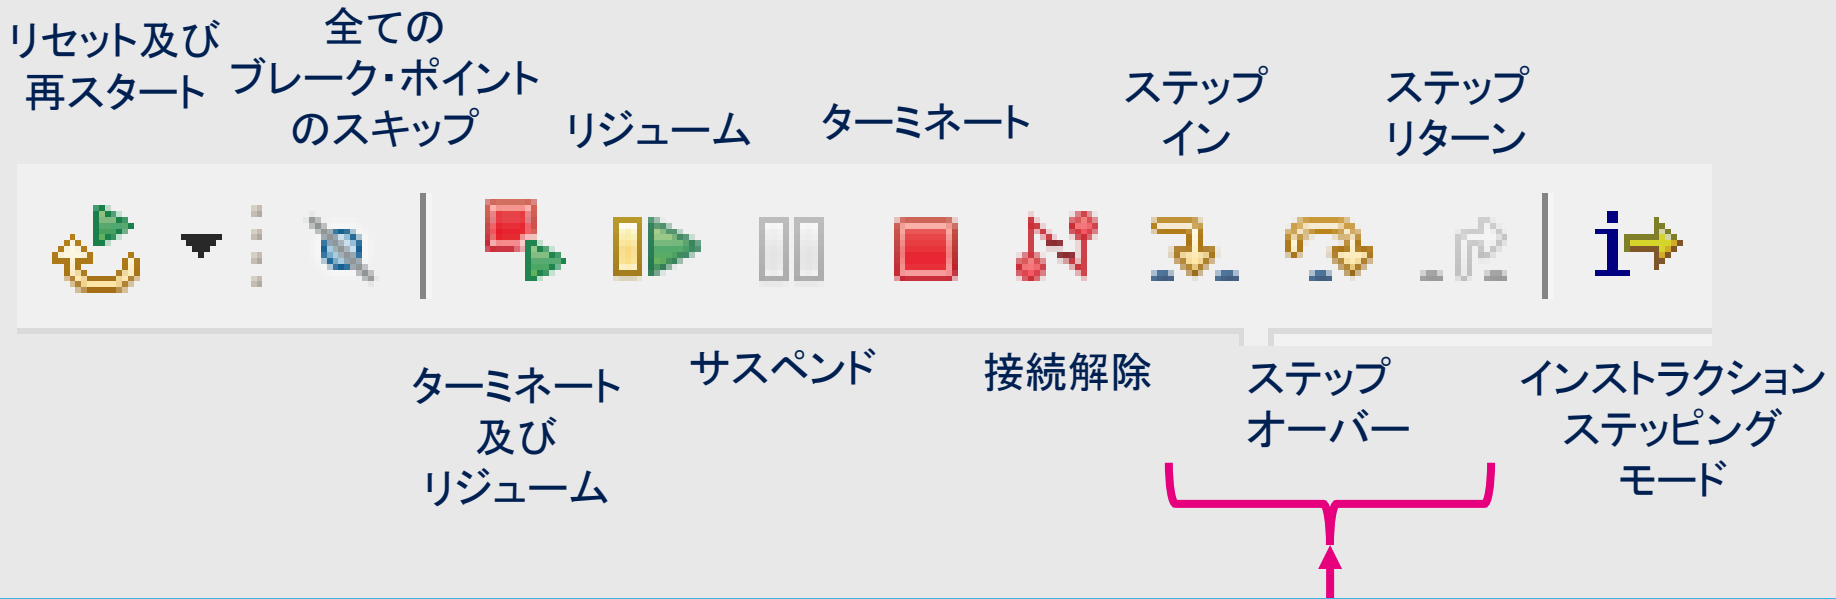 リセット及び
再スタート
全ての
ブレーク・ポイント
のスキップ
リジューム
ターミネート
ステップ
イン
ステップ
リターン
ターミネート
及び
リジューム
サスペンド
接続解除
ステップ
オーバー
インストラクション
ステッピング
モード